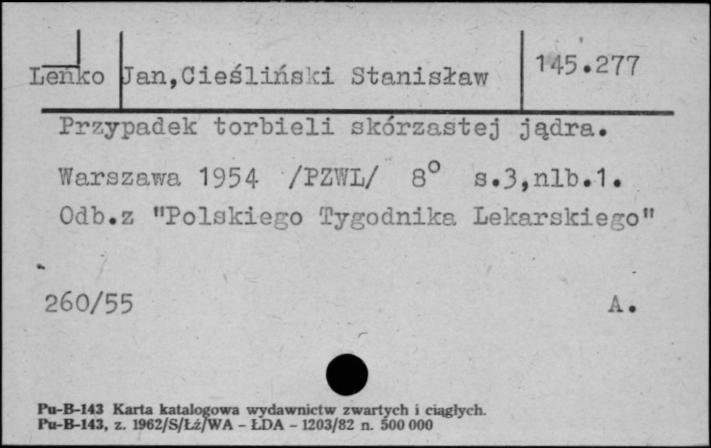 Leńko Jan,Cieśliński Stanisław 145.277
Przypadek torbieli skórzastej jądra.
Warszawa 1954 /PZWL/ 8° s.3,nlb.1.
Odb.z "Polskiego Tygodnika Lekarskiego"
260/55 A.
Pu-B-143 Karta katalogowa wydawnictw zwartych i ciągłych.
Pu-B-143, z. 1962/S/Łż/WA – ŁDA – 1203/82 n. 500 000